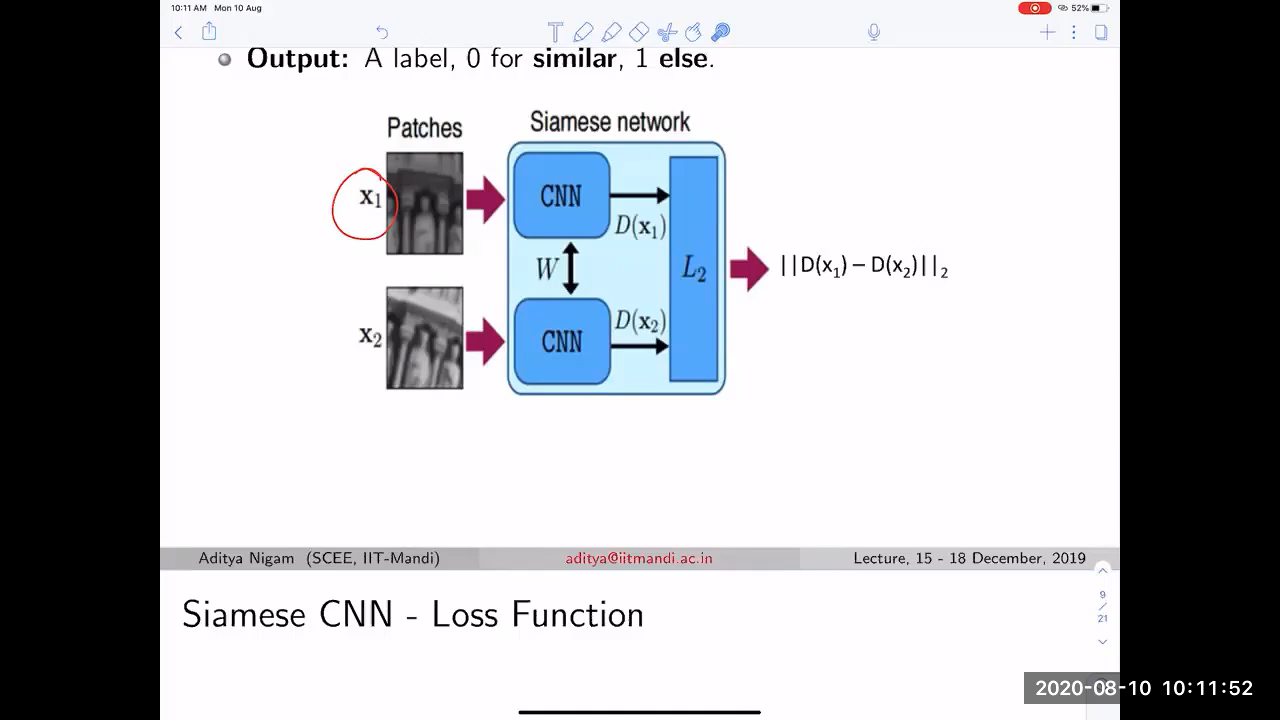 10:11 AM Mon 10 Aug
52%
T
Output: A label, 0 for similar, 1 else.
Patches
Siamese network
x1
CNN
D(x1)
W
L2
||D(x1) – D(x2)||2
x2
CNN
D(x2)
Aditya Nigam (SCEE, IIT-Mandi)
aditya@iitmandi.ac.in
Lecture, 15 - 18 December, 2019
9
/
21
Siamese CNN - Loss Function
2020-08-10 10:11:52